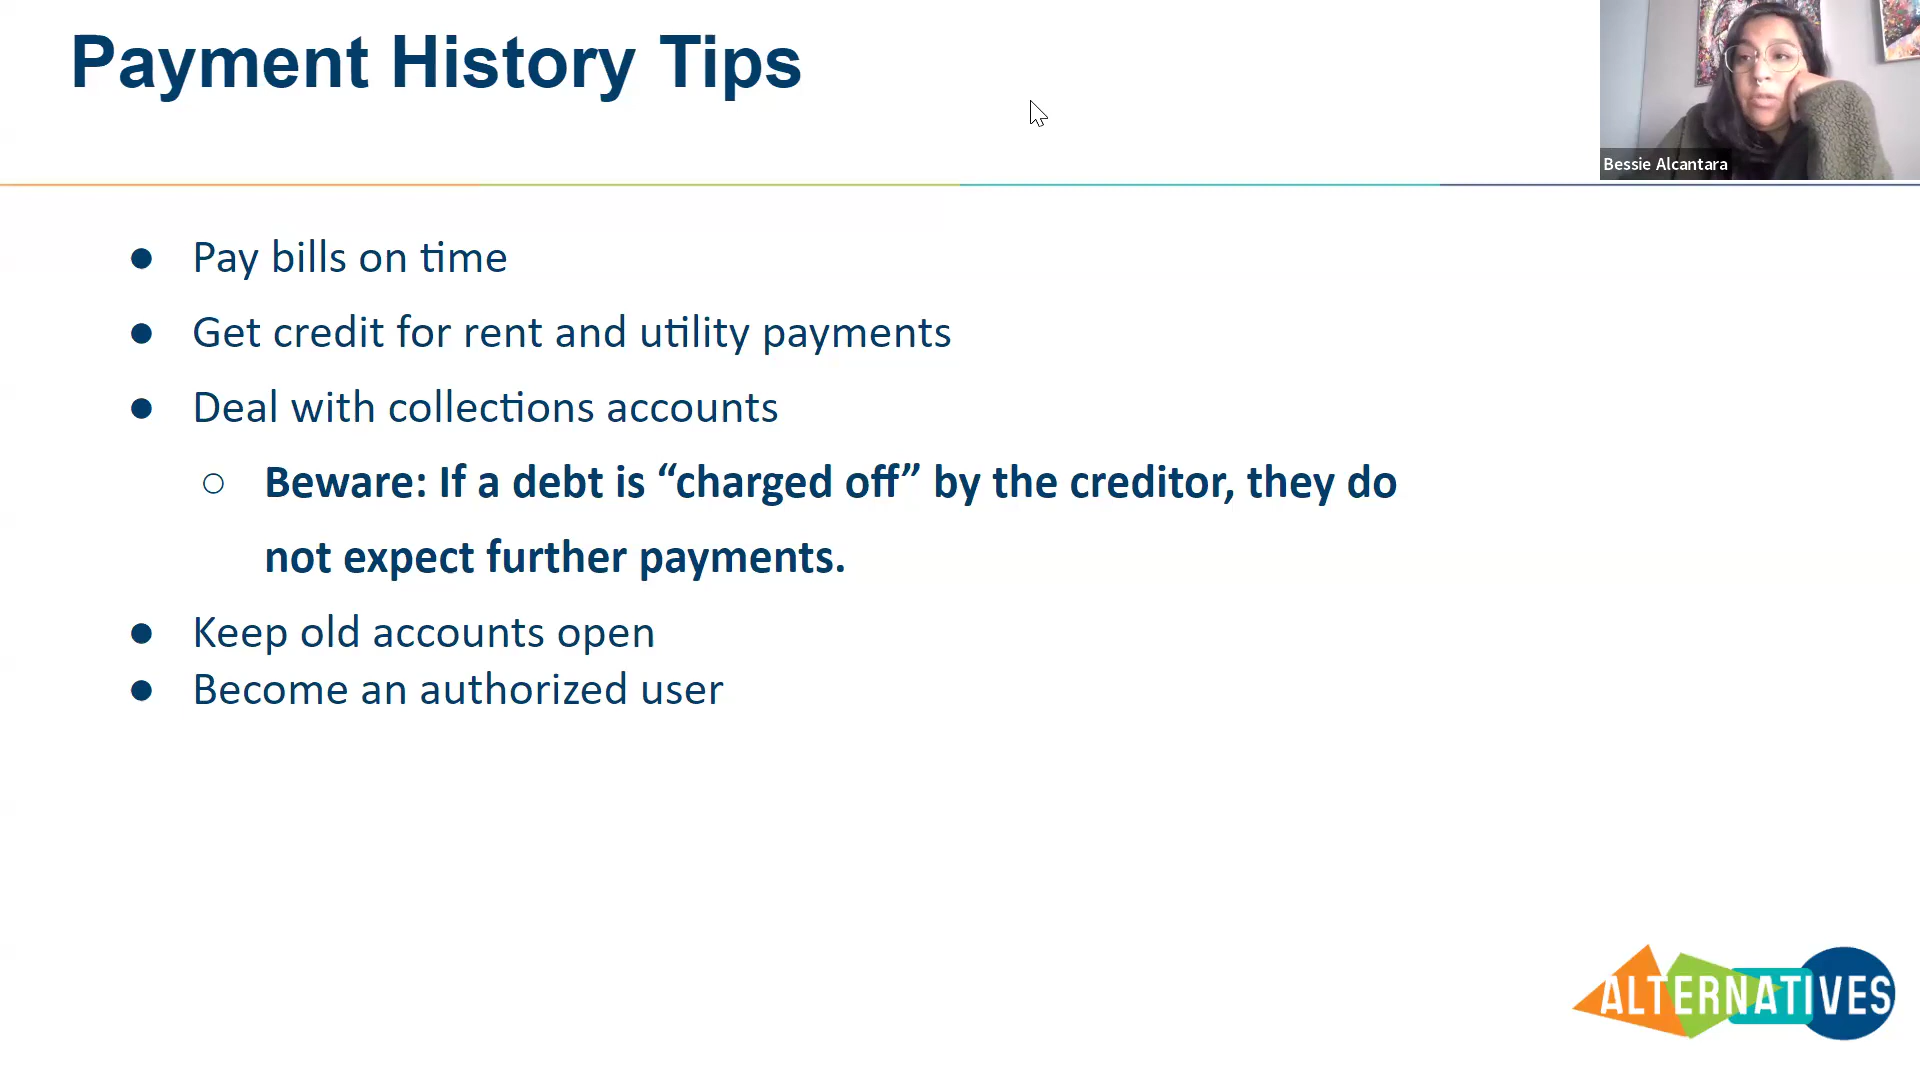 Payment History Tips
Bessie Alcantara
● Pay bills on time
● Get credit for rent and utility payments
● Deal with collections accounts
○ Beware: If a debt is “charged off” by the creditor, they do
not expect further payments.
● Keep old accounts open
● Become an authorized user
ALTERNATIVES